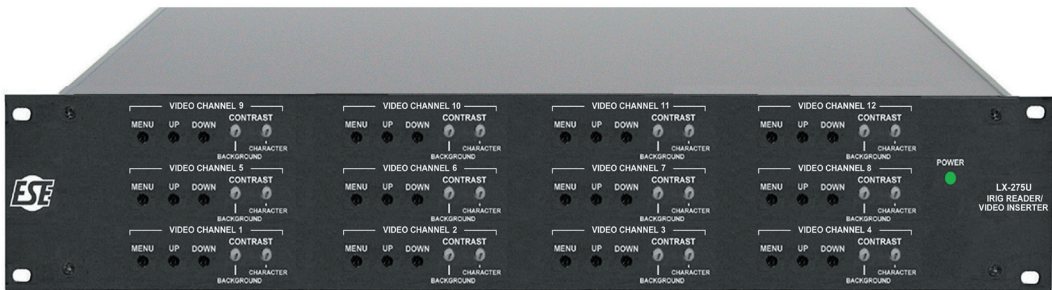 VIDEO CHANNEL 9
MENU UP DOWN CONTRAST
CHARACTER
BACKGROUND
VIDEO CHANNEL 10
MENU UP DOWN CONTRAST
CHARACTER
BACKGROUND
VIDEO CHANNEL 11
MENU UP DOWN CONTRAST
CHARACTER
BACKGROUND
VIDEO CHANNEL 12
MENU UP DOWN CONTRAST
CHARACTER
BACKGROUND
ESE
VIDEO CHANNEL 5
MENU UP DOWN CONTRAST
CHARACTER
BACKGROUND
VIDEO CHANNEL 6
MENU UP DOWN CONTRAST
CHARACTER
BACKGROUND
VIDEO CHANNEL 7
MENU UP DOWN CONTRAST
CHARACTER
BACKGROUND
VIDEO CHANNEL 8
MENU UP DOWN CONTRAST
CHARACTER
BACKGROUND
POWER
LX-275U
IRIG READER/
VIDEO INSERTER
VIDEO CHANNEL 1
MENU UP DOWN CONTRAST
CHARACTER
BACKGROUND
VIDEO CHANNEL 2
MENU UP DOWN CONTRAST
CHARACTER
BACKGROUND
VIDEO CHANNEL 3
MENU UP DOWN CONTRAST
CHARACTER
BACKGROUND
VIDEO CHANNEL 4
MENU UP DOWN CONTRAST
CHARACTER
BACKGROUND